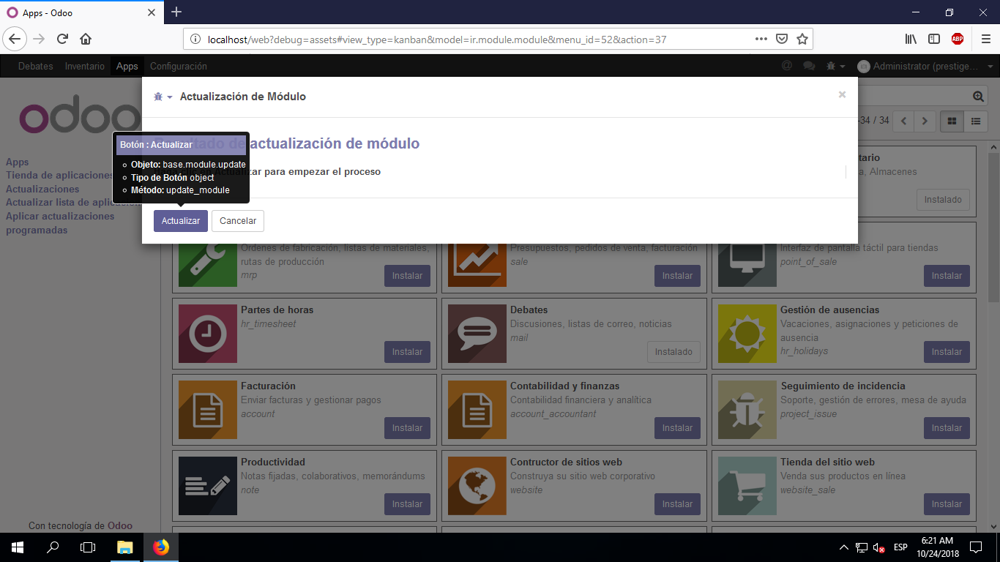 Apps - Odoo
localhost/web?debug=assets#view_type=kanban&model=ir.module.module&menu_id=52&action=37
ABP
Debates Inventario Apps Configuración
Administrator (prestige...
odoo
Actualización de Módulo
×
-34 / 34
de actualización de módulo
Botón : Actualizar
Objeto: base.module.update
Tipo de Botón object
Método: update_module
Actualizar para empezar el proceso
Actualizar
Cancelar
Apps
Tienda de aplicaciones
Actualizaciones
Actualizar lista de
Aplicar actualizaciones
programadas
Almacenes
Instalado
Órdenes de fabricación, listas de materiales,
rutas de producción
mrp
Instalar
Presupuestos, pedidos de venta, facturación
sale
Instalar
Interfaz de pantalla táctil para tiendas
point_of_sale
Instalar
Partes de horas
hr_timesheet
Instalar
Debates
Discusiones, listas de correo, noticias
mail
Instalado
Gestión de ausencias
Vacaciones, asignaciones y peticiones de
ausencia
hr_holidays
Instalar
Facturación
Enviar facturas y gestionar pagos
account
Instalar
Contabilidad y finanzas
Contabilidad financiera y analítica
account_accountant
Instalar
Seguimiento de incidencia
Soporte, gestión de errores, mesa de ayuda
project_issue
Instalar
Productividad
Notas fijadas, colaborativos, memorándums
note
Instalar
Contructor de sitios web
Construya su sitio web corporativo
website
Instalar
Tienda del sitio web
Venda sus productos en línea
website_sale
Instalar
Con tecnología de Odoo
ESP
6:21 AM
10/24/2018